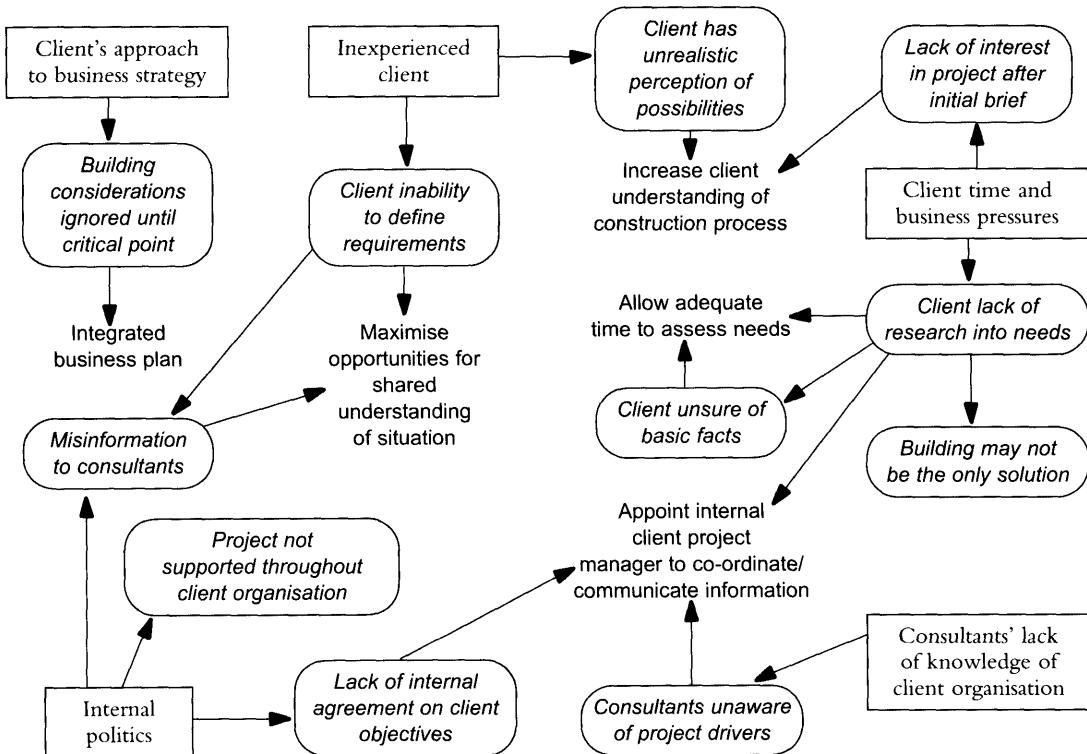 Client's approach
to business strategy
Inexperienced
client
Client has
unrealistic
perception of
possibilities
Lack of interest
in project after
initial brief
Building
considerations
ignored until
critical point
Client inability
to define
requirements
Increase client
understanding of
construction process
Client time and
business pressures
Integrated
business plan
Maximise
opportunities for
shared
understanding
of situation
Allow adequate
time to assess needs
Client lack of
research into needs
Misinformation
to consultants
Client unsure of
basic facts
Building may not
be the only solution
Project not
supported throughout
client organisation
Appoint internal
client project
manager to co-ordinate/
communicate information
Internal
politics
Lack of internal
agreement on client
objectives
Consultants unaware
of project drivers
Consultants' lack
of knowledge of
client organisation